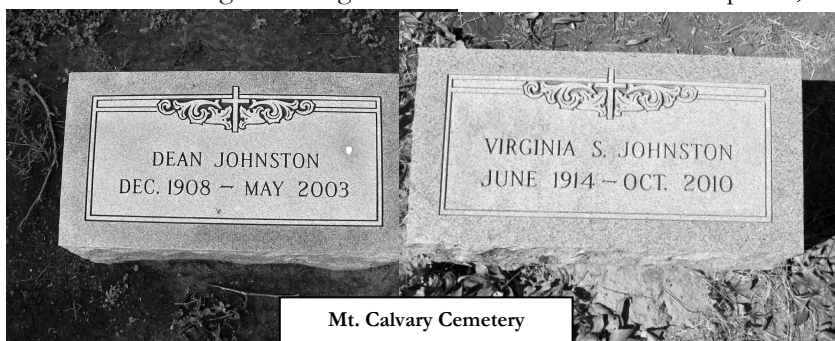 DEAN JOHNSTON
DEC. 1908 – MAY 2003
VIRGINIA S. JOHNSTON
JUNE 1914 – OCT. 2010
Mt. Calvary Cemetery